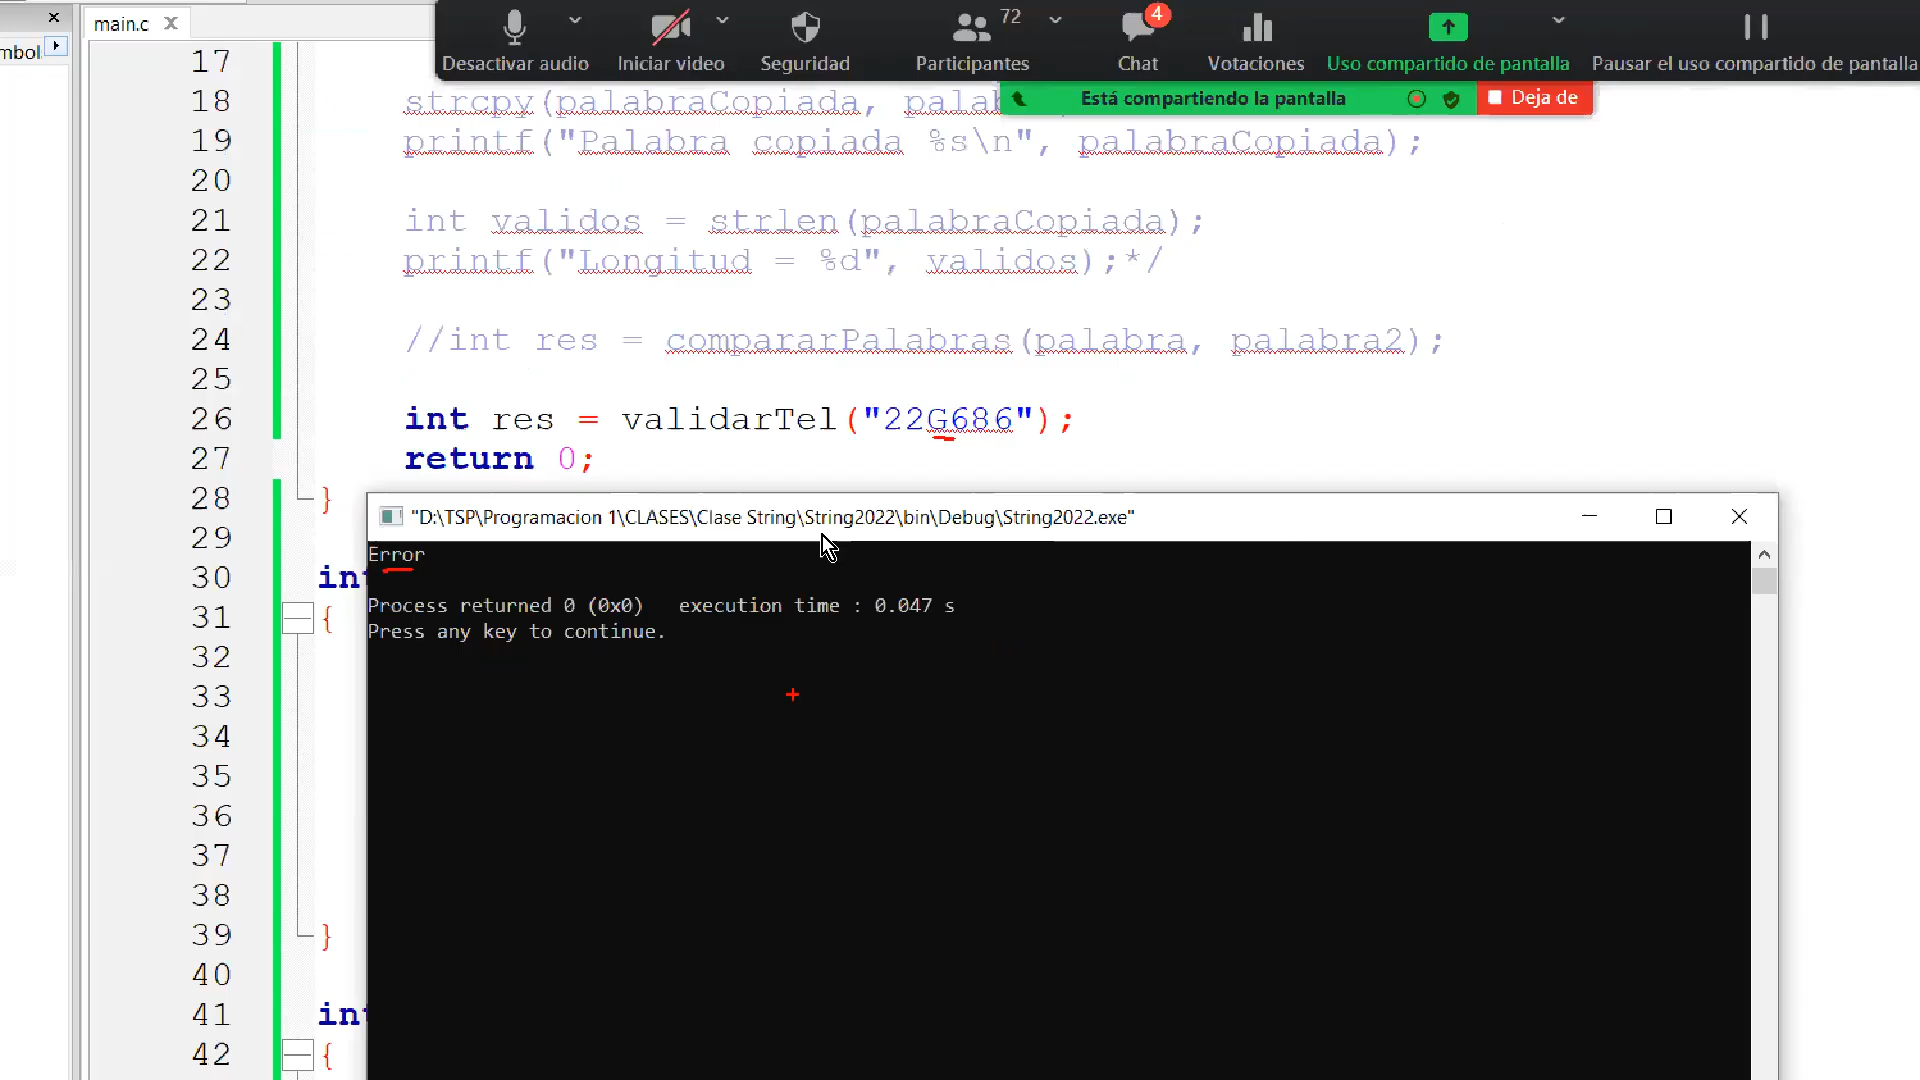 main.c
72
4
Desactivar audio
Iniciar video
Seguridad
Participantes
Chat
Votaciones
Uso compartido de pantalla
Pausar el uso compartido de pantalla
Está compartiendo la pantalla
Deja de
mbol
17
18 strcpy(palabraCopiada, palab
19 printf("Palabra copiada %s\n", palabraCopiada);
20
21 int validos = strlen(palabraCopiada);
22 printf("Longitud = %d", validos);*/
23
24 //int res = compararPalabras(palabra, palabra2);
25
26 int res = validarTel("22G686");
27 return 0;
28 }
29
30 int
31 {
32
33
34
35
36
37
38
39 }
40
41 int
42 {
"D:\TSP\Programacion 1\CLASES\Clase String\String2022\bin\Debug\String2022.exe"
Error
Process returned 0 (0x0)   execution time : 0.047 s
Press any key to continue.